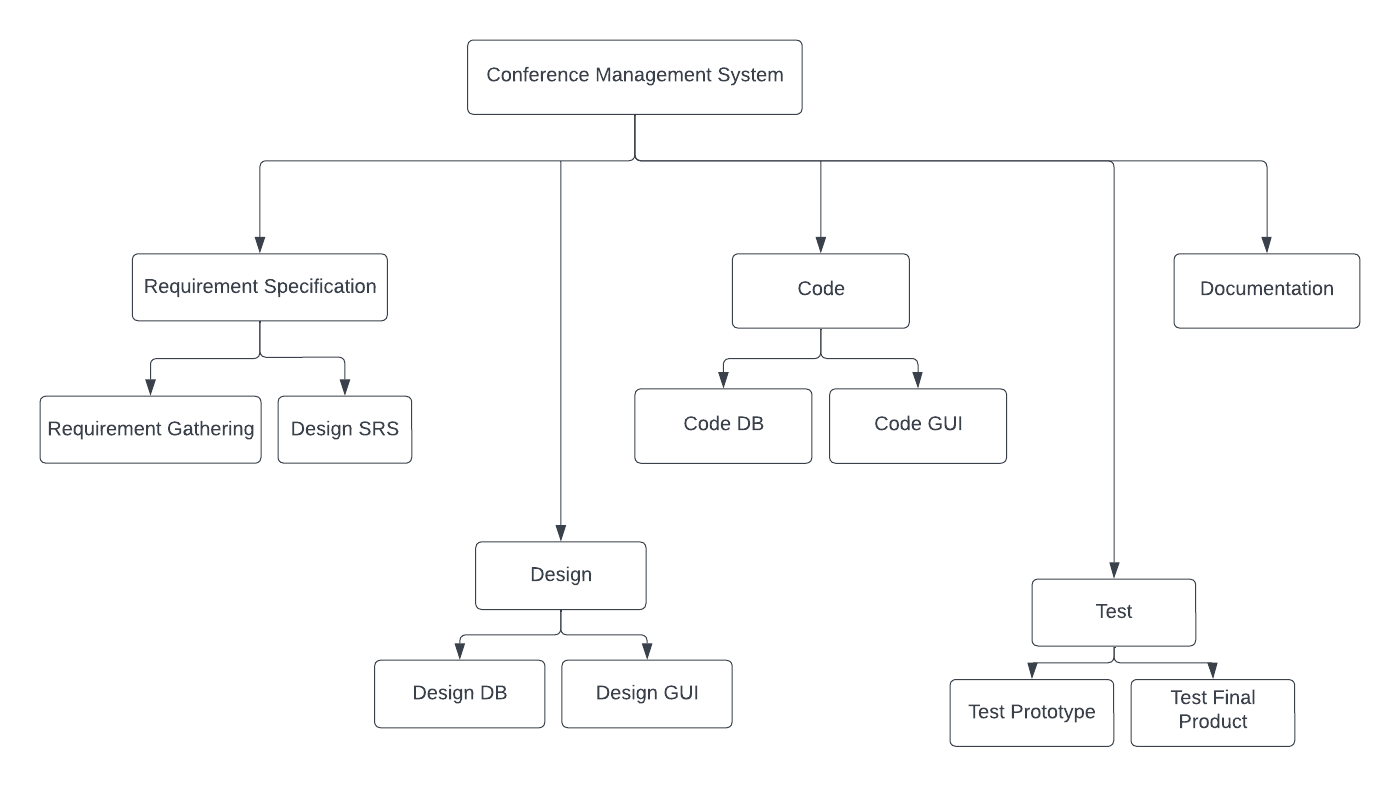 Conference Management System
Requirement Specification
Code
Documentation
Requirement Gathering
Design SRS
Code DB
Code GUI
Design
Test
Design DB
Design GUI
Test Prototype
Test Final
Product